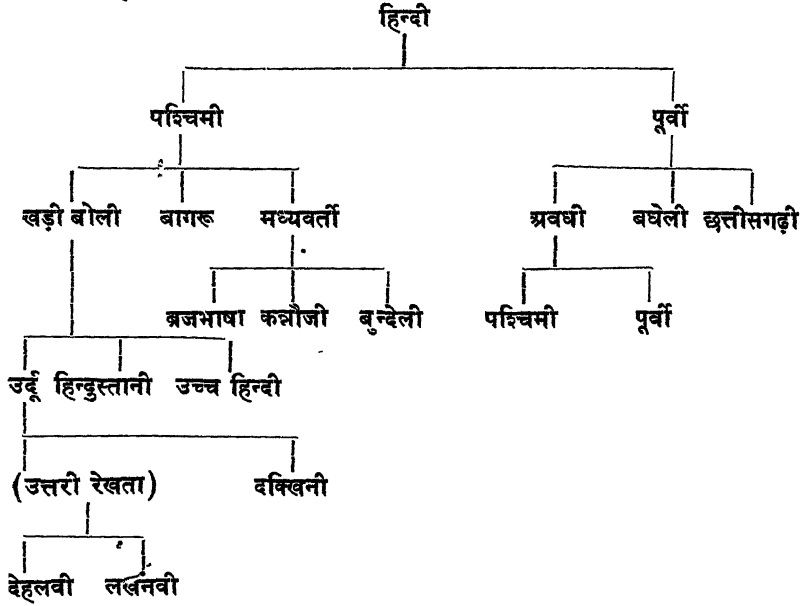 हिन्दी
पश्चिमी पूर्वी
खड़ी बोली बागरू मध्यवर्ती अवधी बघेली छत्तीसगढ़ी
ब्रजभाषा कन्नौजी बुन्देली पश्चिमी पूर्वी
उर्दू हिन्दुस्तानी उच्च हिन्दी
(उत्तरी रेखता) दक्खिनी
देहलवी लखनवी